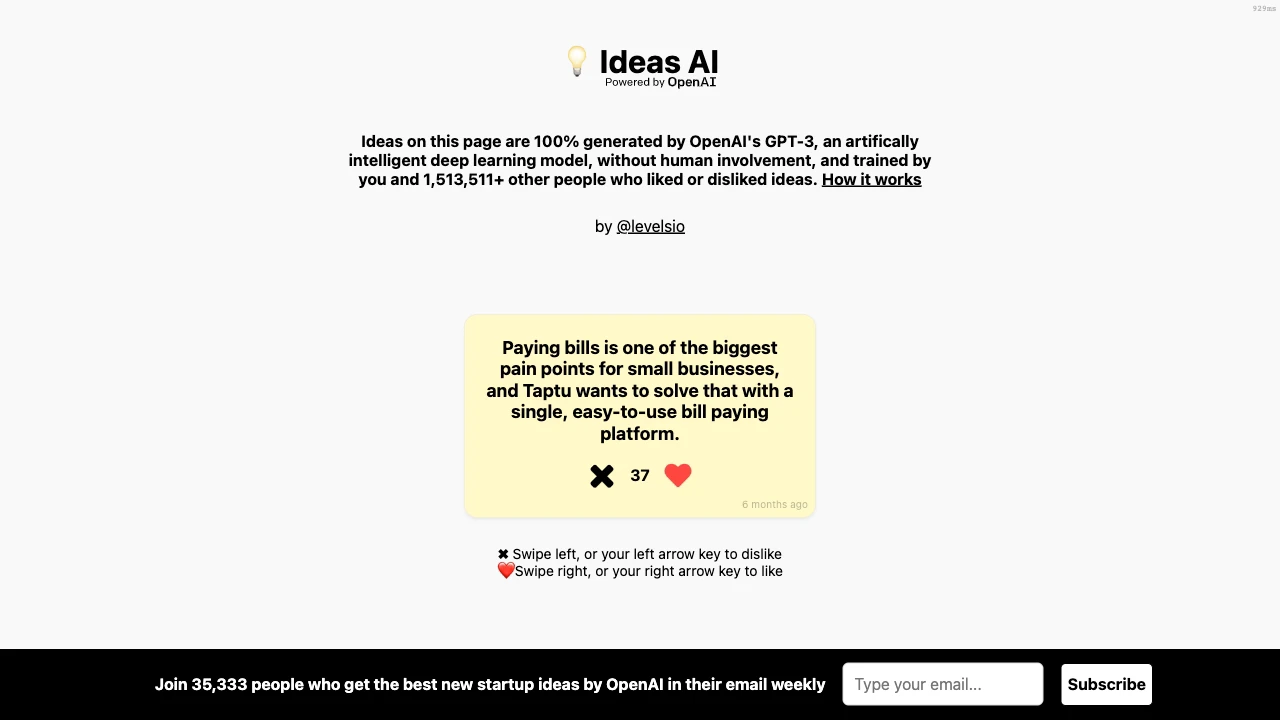 929ms
Ideas AI
Powered by OpenAI
Ideas on this page are 100% generated by OpenAI's GPT-3, an artifically
intelligent deep learning model, without human involvement, and trained by
you and 1,513,511+ other people who liked or disliked ideas. How it works
by @levelsio
Paying bills is one of the biggest
pain points for small businesses,
and Taptu wants to solve that with a
single, easy-to-use bill paying
platform.
37
6 months ago
✖ Swipe left, or your left arrow key to dislike
❤️Swipe right, or your right arrow key to like
Join 35,333 people who get the best new startup ideas by OpenAI in their email weekly
Type your email...
Subscribe